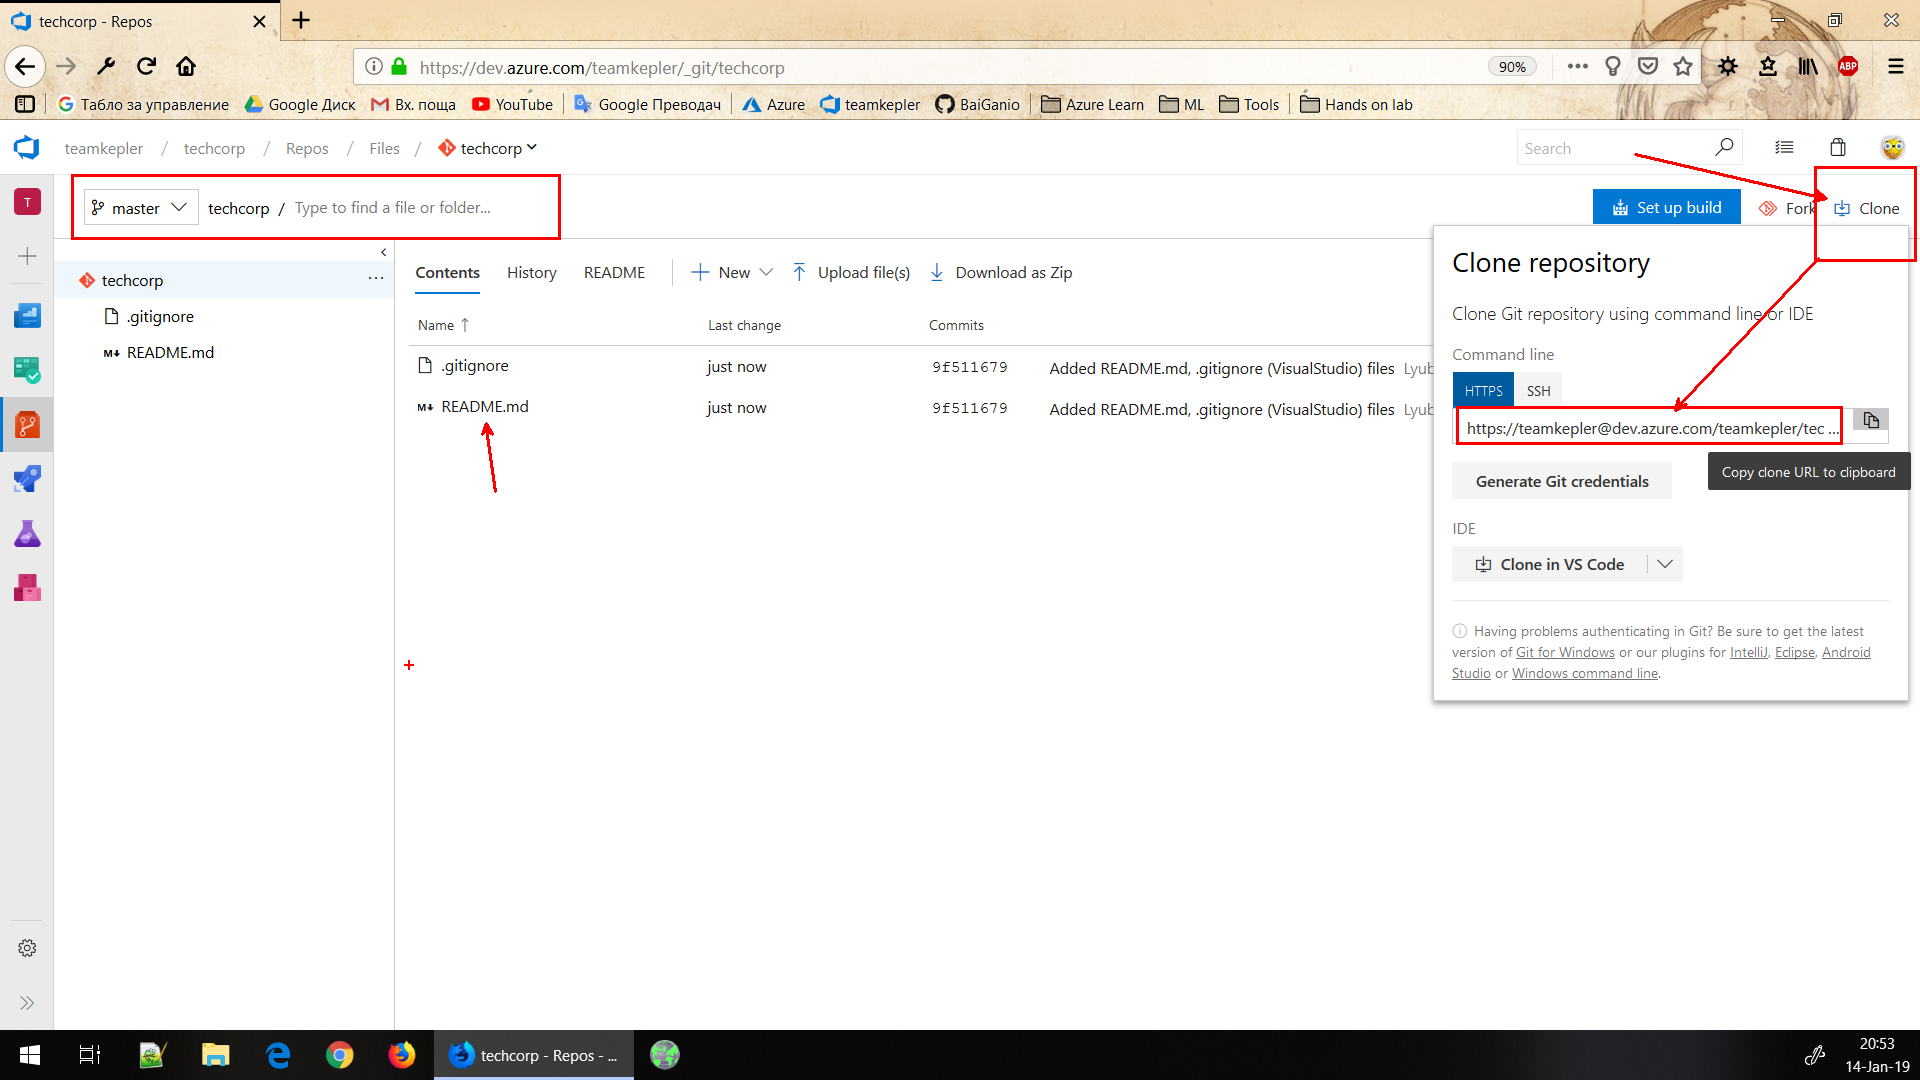 techcorp - Repos
https://dev.azure.com/teamkepler/_git/techcorp
90%
ABP
Табло за управление
Google Диск
Вх. поща
YouTube
Google Преводач
Azure
teamkepler
BaiGanio
Azure Learn
ML
Tools
Hands on lab
teamkepler / techcorp / Repos / Files / techcorp
Search
T
master
techcorp / Type to find a file or folder...
Set up build
Fork
Clone
techcorp
.gitignore
README.md
Contents
History
README
New
Upload file(s)
Download as Zip
Name
Last change
Commits
.gitignore
just now
9f511679
Added README.md, .gitignore (VisualStudio) files
README.md
just now
9f511679
Added README.md, .gitignore (VisualStudio) files
Clone repository
Clone Git repository using command line or IDE
Command line
HTTPS
SSH
https://teamkepler@dev.azure.com/teamkepler/tec ...
Copy clone URL to clipboard
Generate Git credentials
IDE
Clone in VS Code
Having problems authenticating in Git? Be sure to get the latest
version of Git for Windows or our plugins for IntelliJ, Eclipse, Android
Studio or Windows command line.
techcorp - Repos - ...
20:53
14-Jan-19